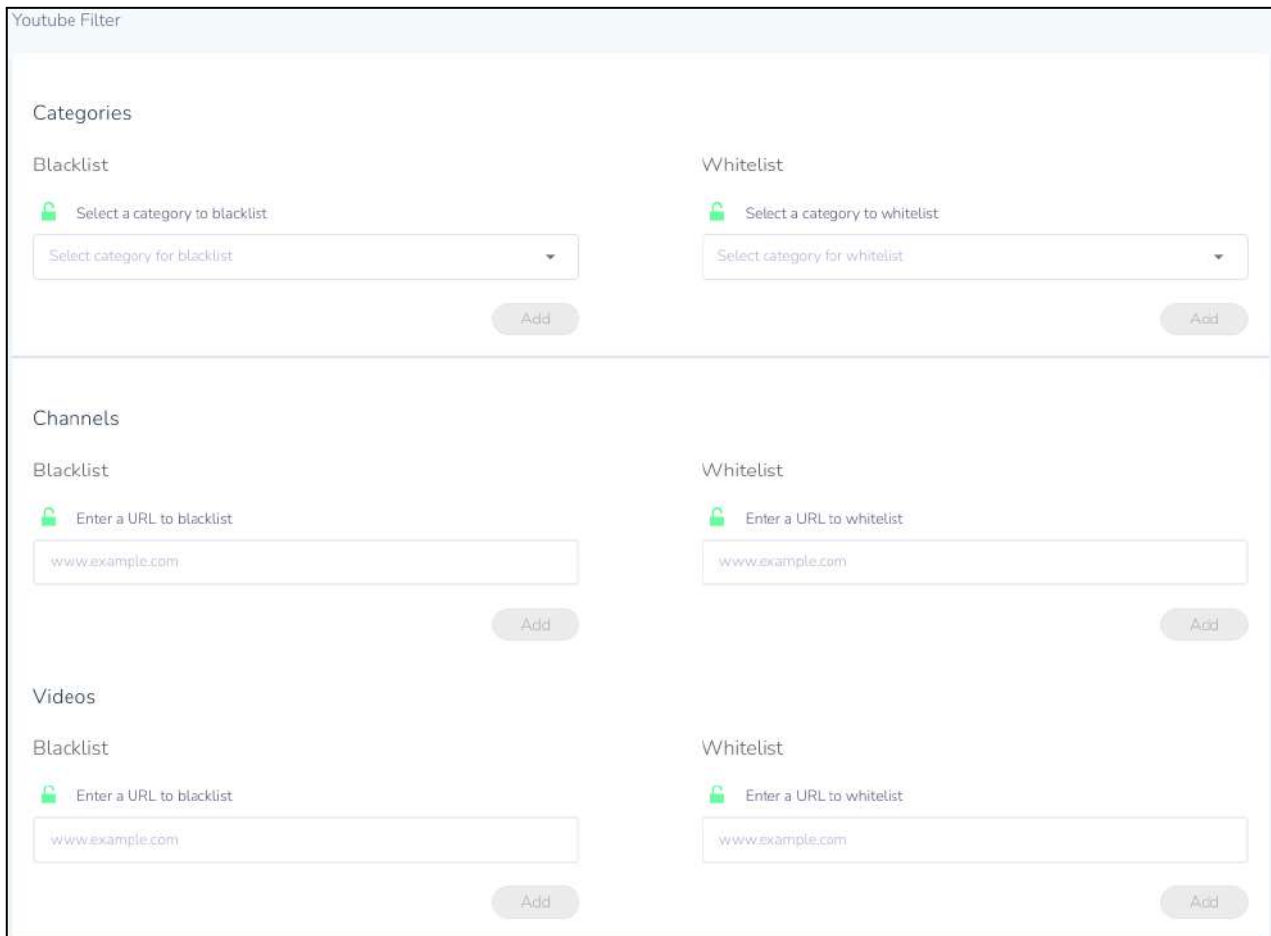 Youtube Filter
Categories
Blacklist
Whitelist
Select a category to blacklist
Select a category to whitelist
Select category for blacklist
Select category for whitelist
Add
Add
Channels
Blacklist
Whitelist
Enter a URL to blacklist
Enter a URL to whitelist
www.example.com
www.example.com
Add
Add
Videos
Blacklist
Whitelist
Enter a URL to blacklist
Enter a URL to whitelist
www.example.com
www.example.com
Add
Add